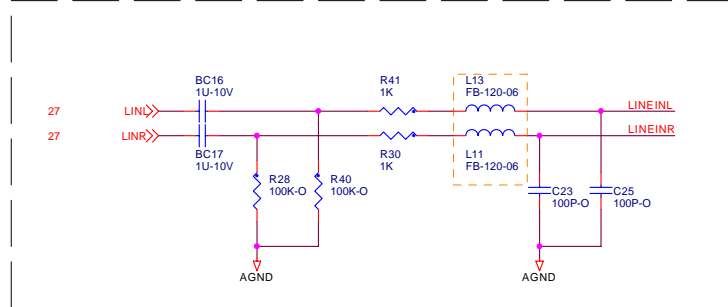 BC16
1U-10V
R41
1K
L13
FB-120-06
27
LINL
LINEINL
27
LINR
LINEINR
BC17
1U-10V
R30
1K
L11
FB-120-06
R28
100K-O
R40
100K-O
C23
100P-O
C25
100P-O
AGND
AGND